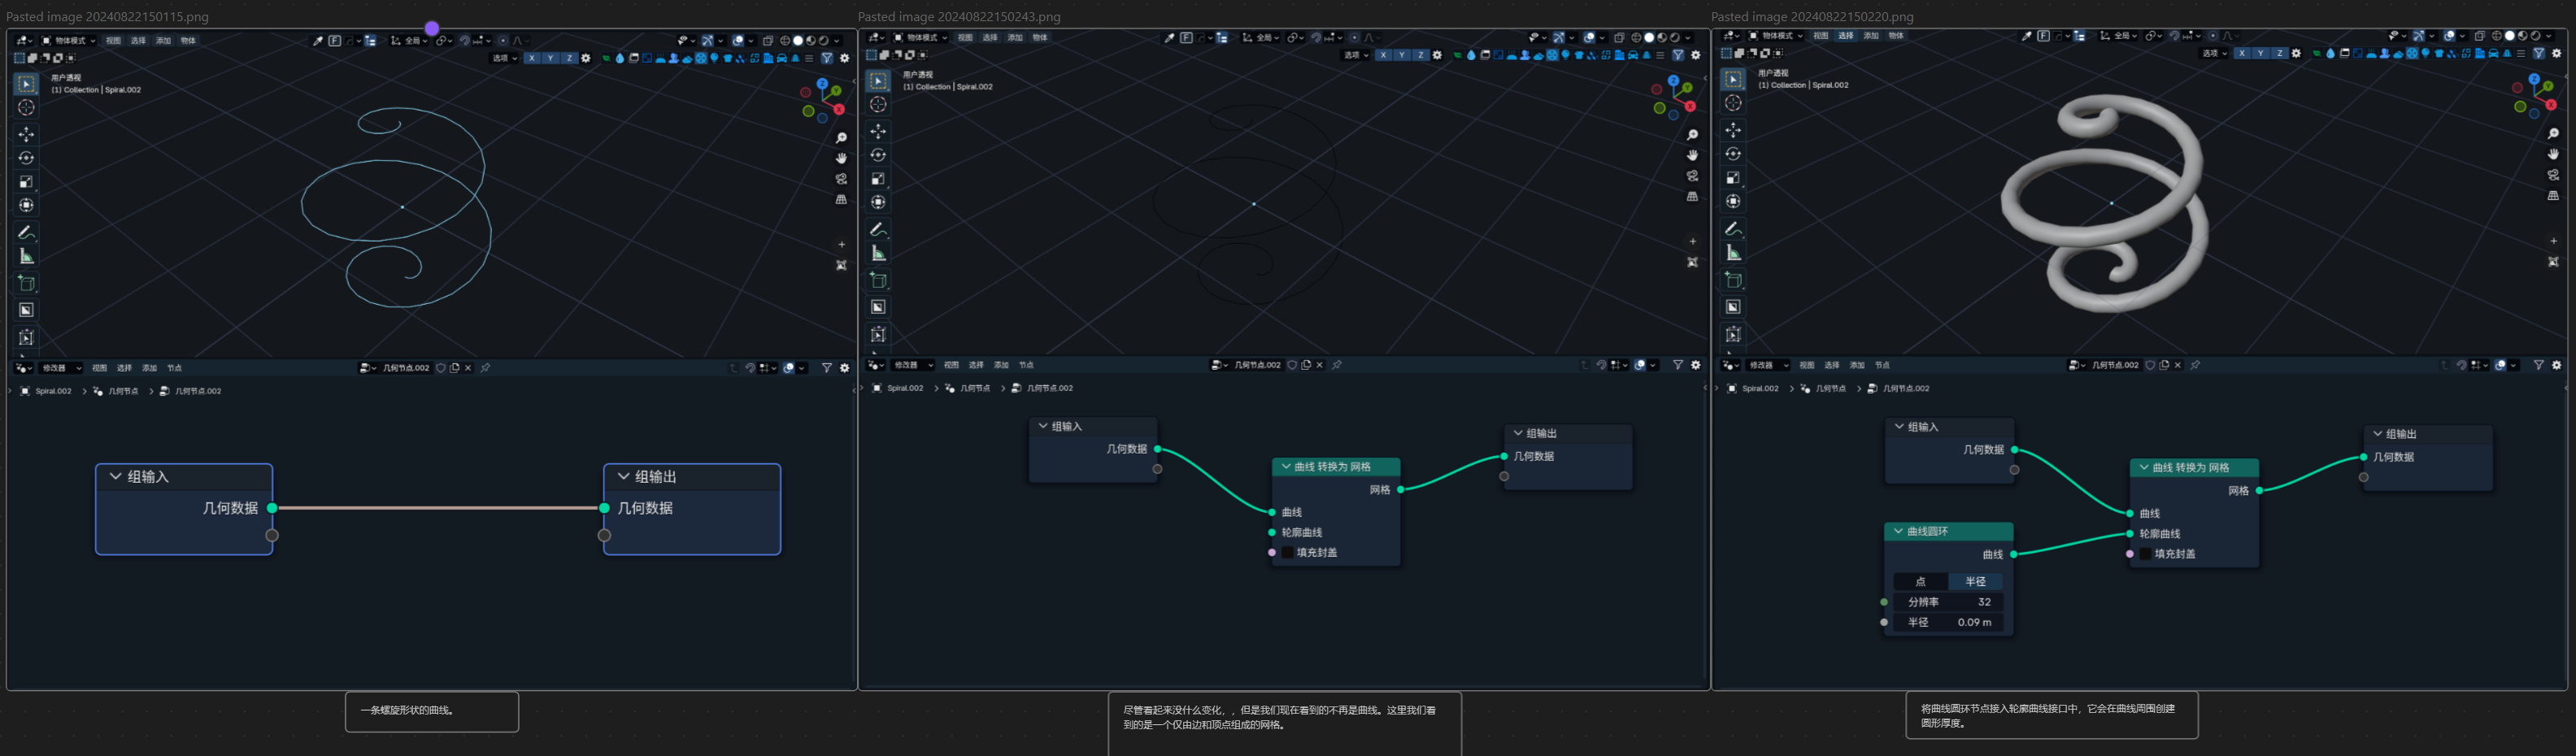 Pasted image 20240822150115.png
物体模式 视图 选择 添加 物体
全局
选项 X Y Z
用户透视
(1) Collection | Spiral.002
Z
Y
X
修改器 视图 选择 添加 节点
几何节点.002
Spiral.002 > 几何节点 > 几何节点.002
组输入
几何数据
组输出
几何数据
一条螺旋形状的曲线。
Pasted image 20240822150243.png
物体模式 视图 选择 添加 物体
全局
选项 X Y Z
用户透视
(1) Collection | Spiral.002
Z
Y
X
修改器 视图 选择 添加 节点
几何节点.002
Spiral.002 > 几何节点 > 几何节点.002
组输入
几何数据
曲线 转换为 网格
网格
曲线
轮廓曲线
填充封盖
组输出
几何数据
尽管看起来没什么变化，，但是我们现在看到的不再是曲线。这里我们看
到的是一个仅由边和顶点组成的网格。
Pasted image 20240822150220.png
物体模式 视图 选择 添加 物体
全局
选项 X Y Z
用户透视
(1) Collection | Spiral.002
Z
Y
X
修改器 视图 选择 添加 节点
几何节点.002
Spiral.002 > 几何节点 > 几何节点.002
组输入
几何数据
曲线圆环
曲线
点 半径
分辨率 32
半径 0.09 m
曲线 转换为 网格
网格
曲线
轮廓曲线
填充封盖
组输出
几何数据
将曲线圆环节点接入轮廓曲线接口中，它会在曲线周围创建
圆形厚度。